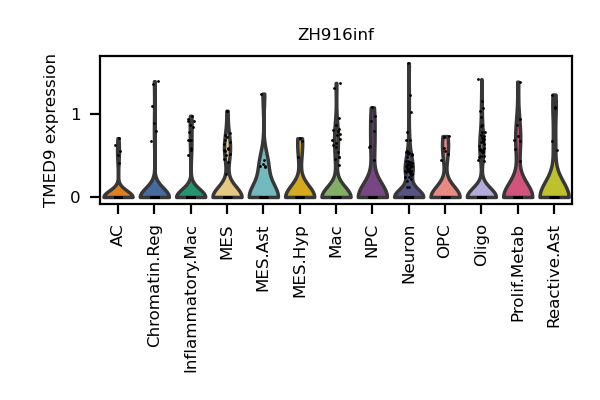 ZH916inf
TMED9 expression
1
0
AC
Chromatin.Reg
Inflammatory.Mac
MES
MES.Ast
MES.Hyp
Mac
NPC
Neuron
OPC
Oligo
Prolif.Metab
Reactive.Ast